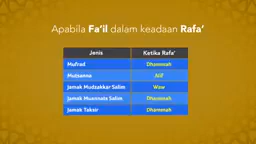 Apabila Fa'il dalam keadaan Rafa'
Jenis Ketika Rafa'
Mufrad Dhommah
Mutsanna Alif
Jamak Mudzakkar Salim Waw
Jamak Muannats Salim Dhommah
Jamak Taksir Dhommah